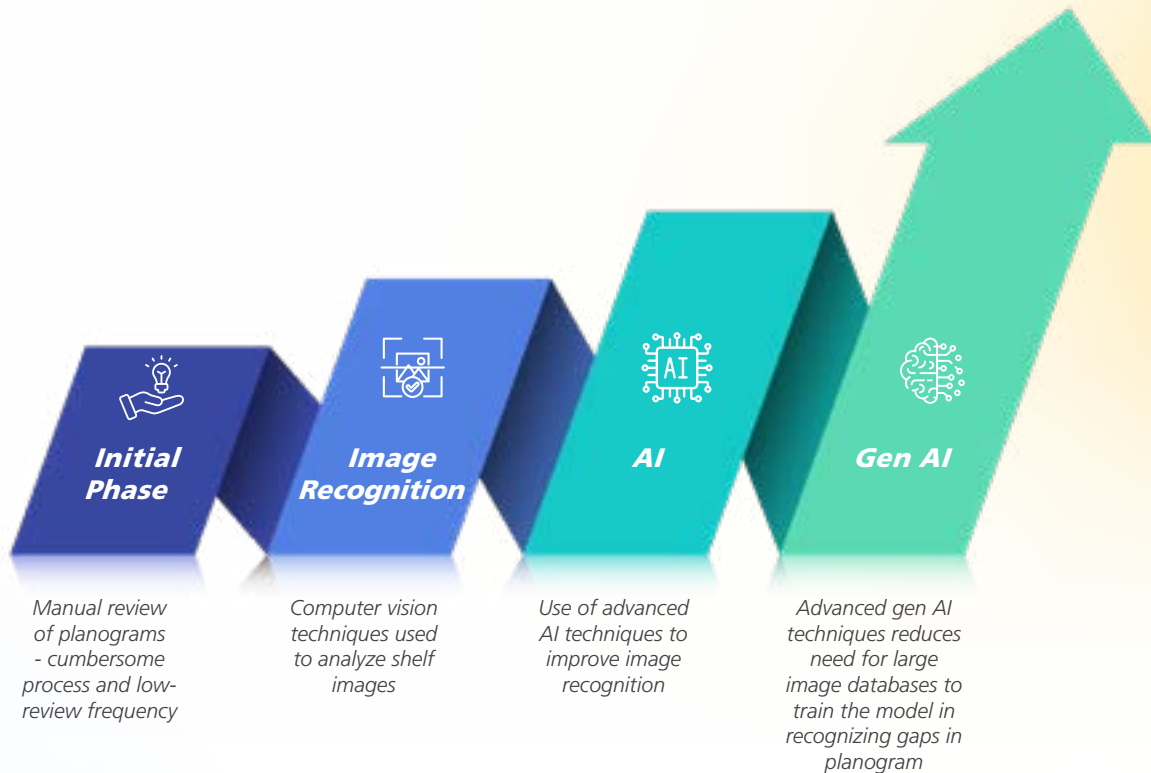 Initial
Phase
Image
Recognition
AI
AI
Gen AI
Manual review
of planograms
- cumbersome
process and low-
review frequency
Computer vision
techniques used
to analyze shelf
images
Use of advanced
AI techniques to
improve image
recognition
Advanced gen AI
techniques reduces
need for large
image databases to
train the model in
recognizing gaps in
planogram